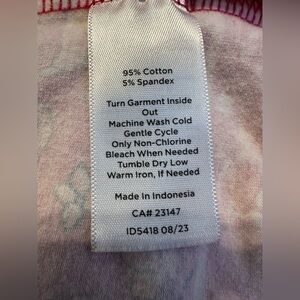 95% Cotton
5% Spandex
Turn Garment Inside
Out
Machine Wash Cold
Gentle Cycle
Only Non-Chlorine
Bleach When Needed
Tumble Dry Low
Warm Iron, If Needed
Made In Indonesia
CA# 23147
ID5418 08/23